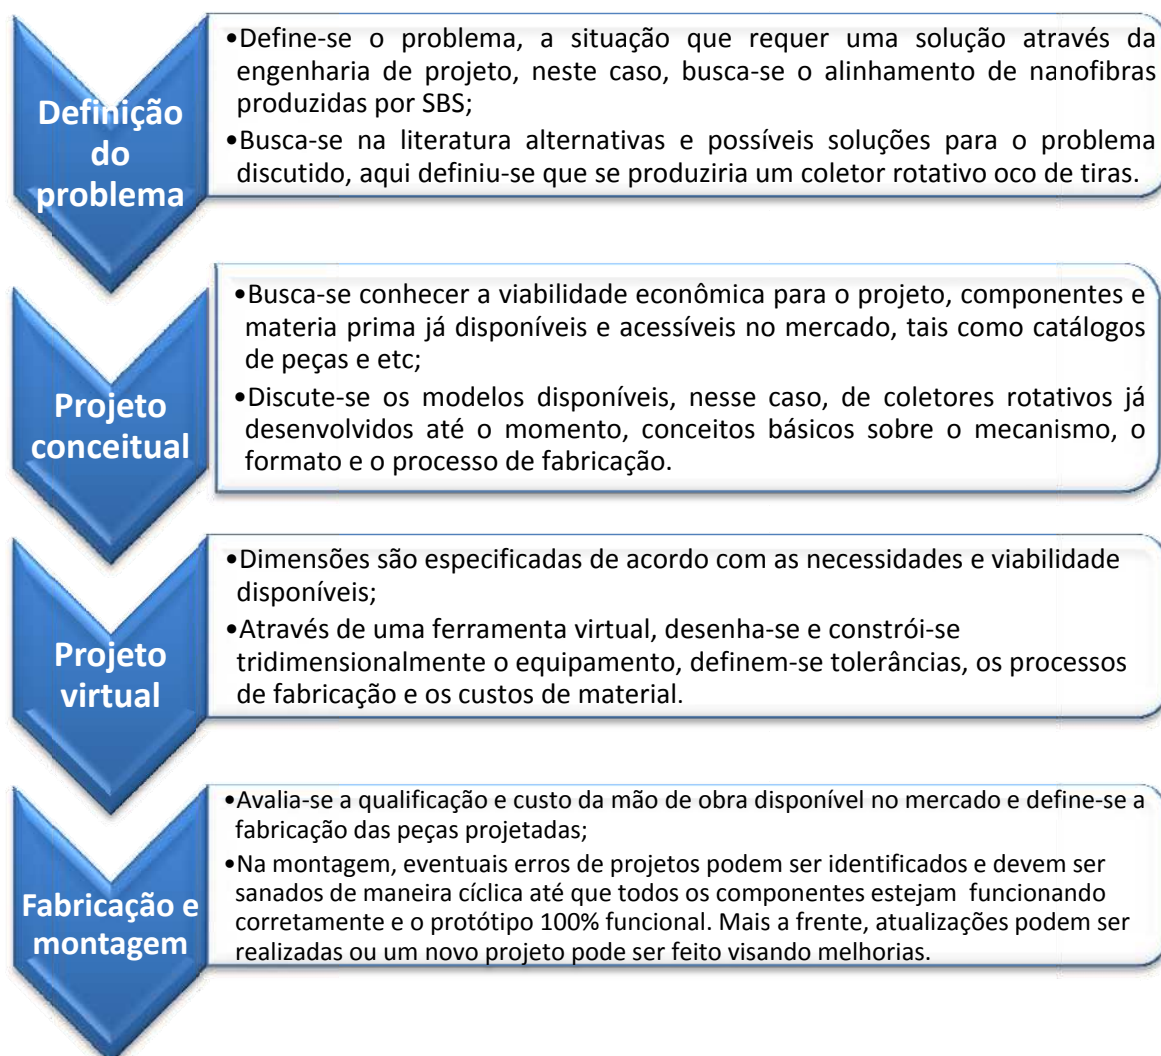 Definição
do
problema
•Define-se o problema, a situação que requer uma solução através da
engenharia de projeto, neste caso, busca-se o alinhamento de nanofibras
produzidas por SBS;
•Busca-se na literatura alternativas e possíveis soluções para o problema
discutido, aqui definiu-se que se produziria um coletor rotativo oco de tiras.
Projeto
conceitual
•Busca-se conhecer a viabilidade econômica para o projeto, componentes e
materia prima já disponíveis e acessíveis no mercado, tais como catálogos
de peças e etc;
•Discute-se os modelos disponíveis, nesse caso, de coletores rotativos já
desenvolvidos até o momento, conceitos básicos sobre o mecanismo, o
formato e o processo de fabricação.
Projeto
virtual
•Dimensões são especificadas de acordo com as necessidades e viabilidade
disponíveis;
•Através de uma ferramenta virtual, desenha-se e constrói-se
tridimensionalmente o equipamento, definem-se tolerâncias, os processos
de fabricação e os custos de material.
Fabricação e
montagem
•Avalia-se a qualificação e custo da mão de obra disponível no mercado e define-se a
fabricação das peças projetadas;
•Na montagem, eventuais erros de projetos podem ser identificados e devem ser
sanados de maneira cíclica até que todos os componentes estejam funcionando
corretamente e o protótipo 100% funcional. Mais a frente, atualizações podem ser
realizadas ou um novo projeto pode ser feito visando melhorias.